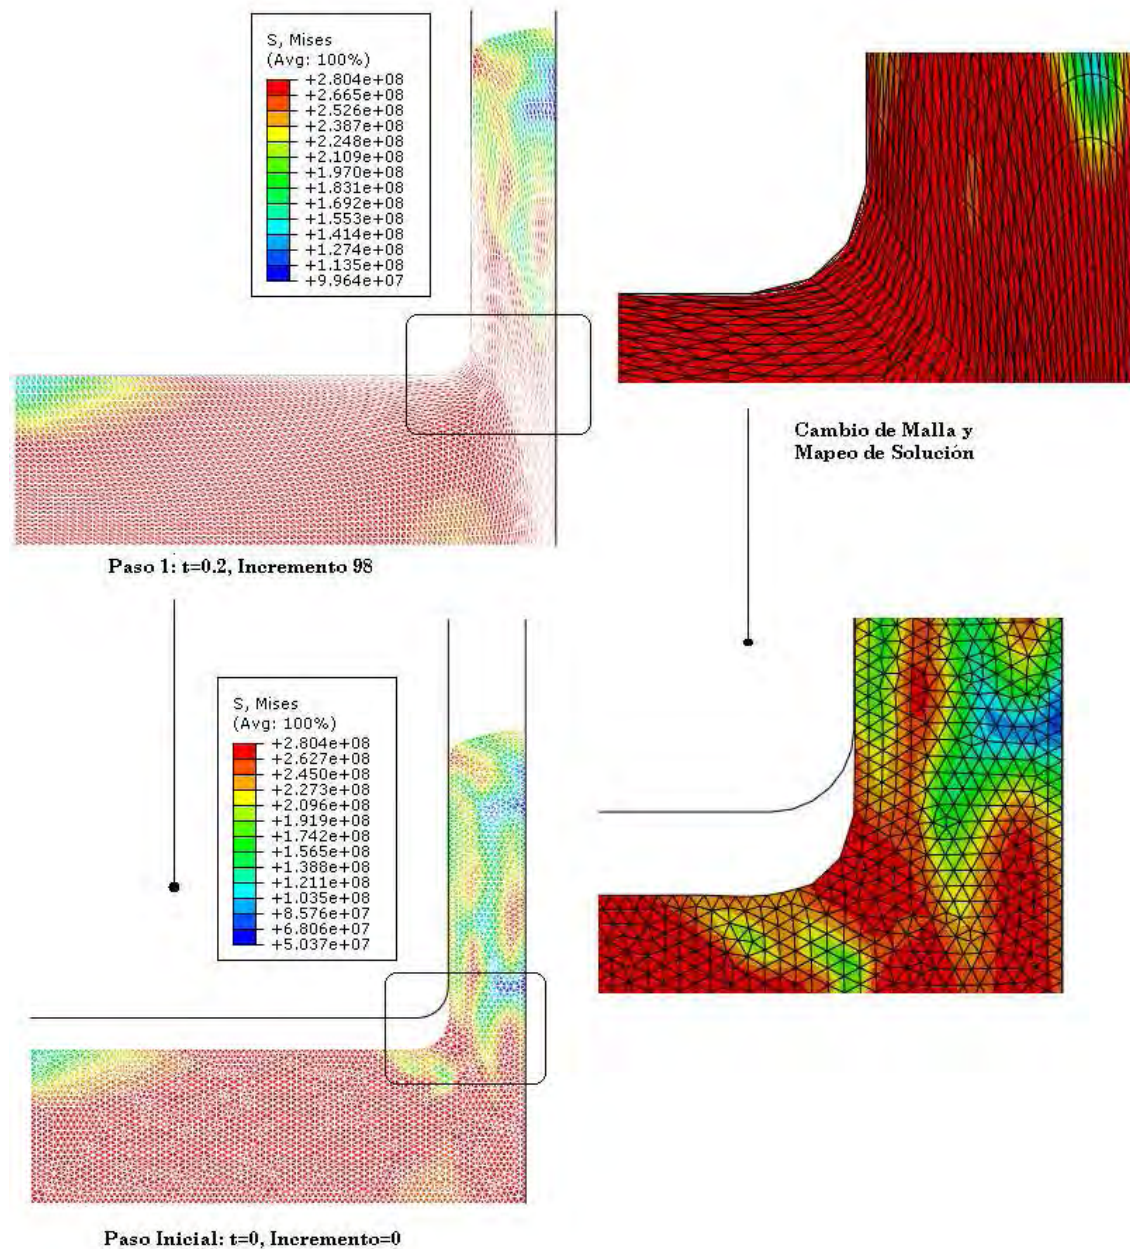 S, Mises
(Avg: 100%)
+2.804e+08
+2.665e+08
+2.526e+08
+2.387e+08
+2.248e+08
+2.109e+08
+1.970e+08
+1.831e+08
+1.692e+08
+1.553e+08
+1.414e+08
+1.274e+08
+1.135e+08
+9.964e+07
Cambio de Malla y
Mapeo de Solución
Paso 1: t=0.2, Incremento 98
S, Mises
(Avg: 100%)
+2.804e+08
+2.627e+08
+2.450e+08
+2.273e+08
+2.096e+08
+1.919e+08
+1.742e+08
+1.565e+08
+1.388e+08
+1.211e+08
+1.035e+08
+8.576e+07
+6.806e+07
+5.037e+07
Paso Inicial: t=0, Incremento=0